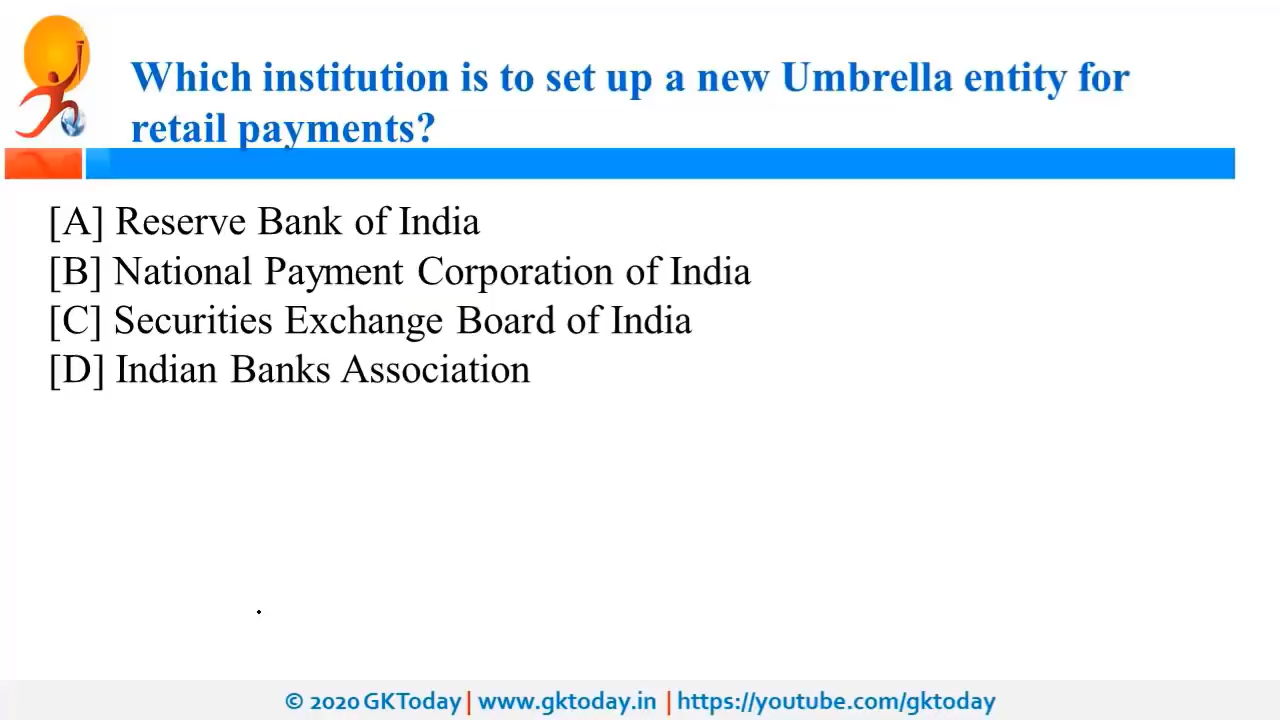 Which institution is to set up a new Umbrella entity for
retail payments?
[A] Reserve Bank of India
[B] National Payment Corporation of India
[C] Securities Exchange Board of India
[D] Indian Banks Association
© 2020 GKToday | www.gktoday.in | https://youtube.com/gktoday